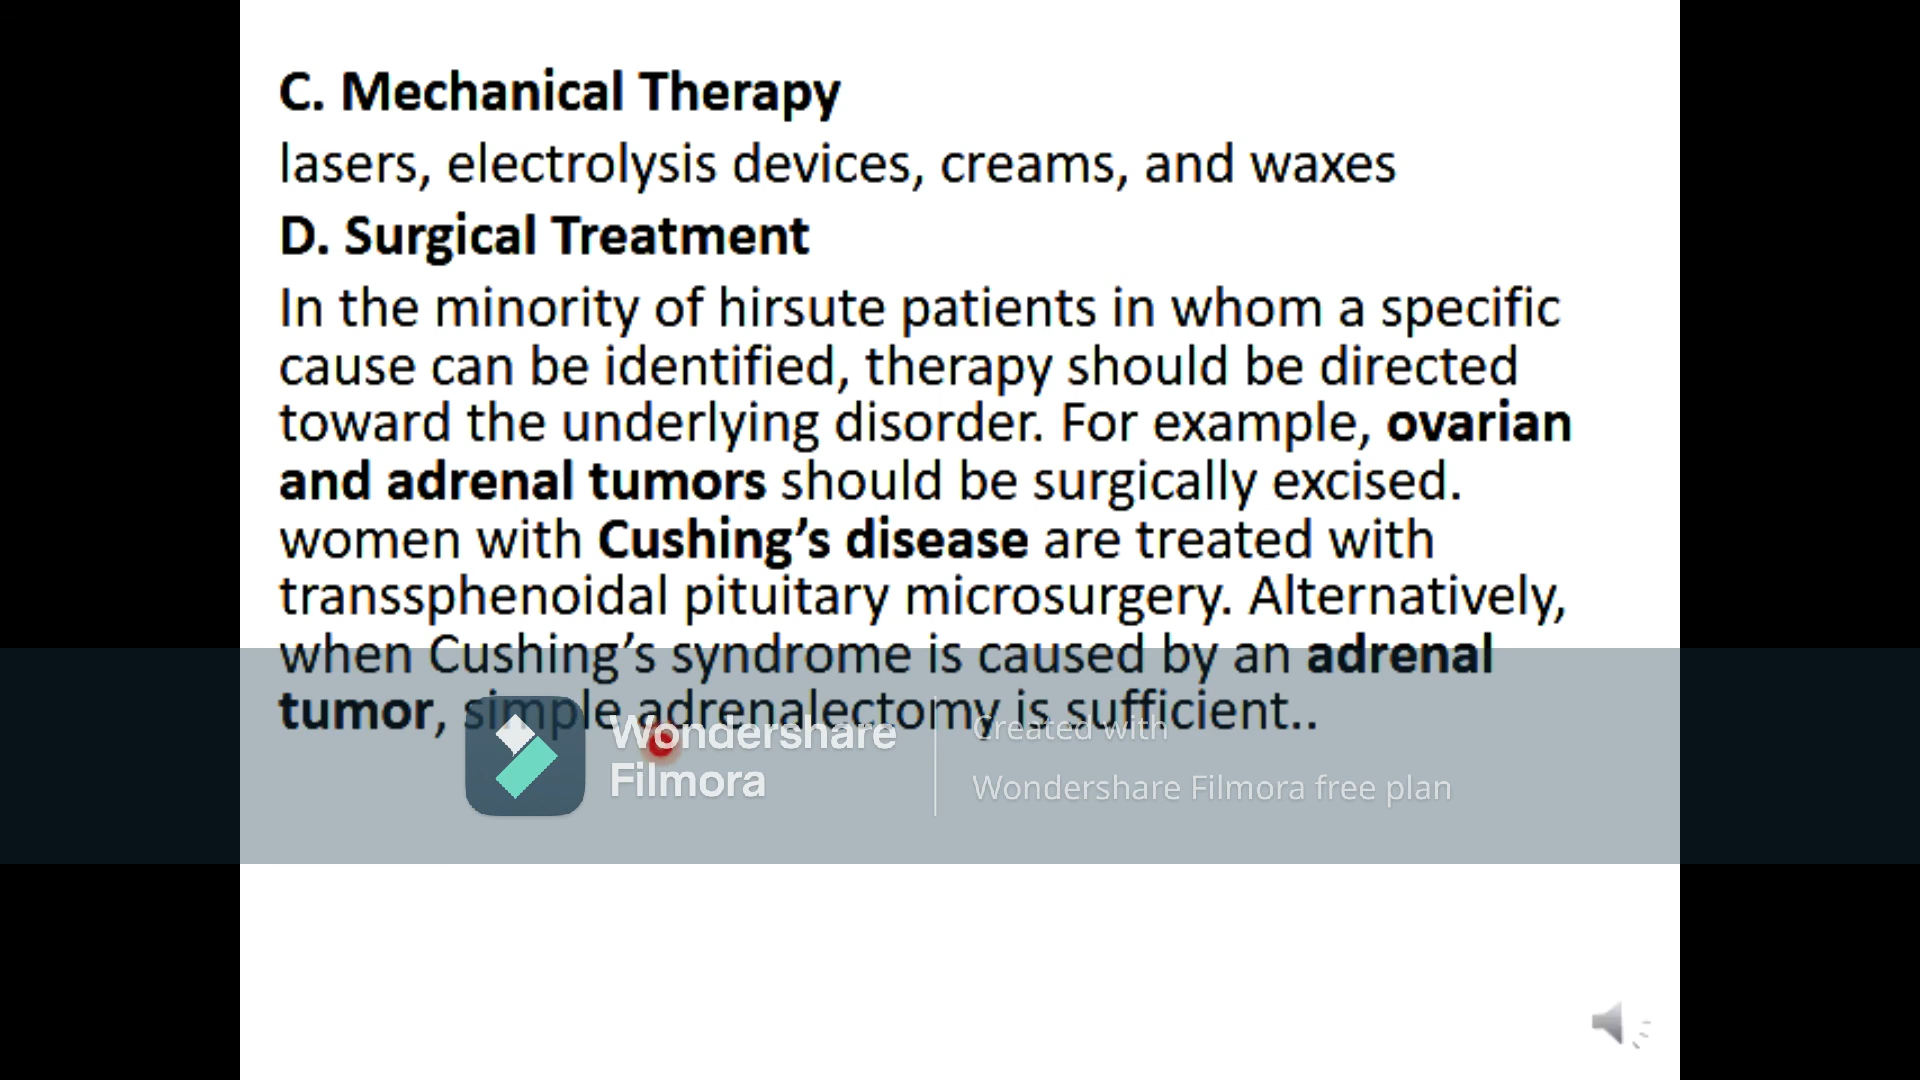 C. Mechanical Therapy
lasers, electrolysis devices, creams, and waxes
D. Surgical Treatment
In the minority of hirsute patients in whom a specific
cause can be identified, therapy should be directed
toward the underlying disorder. For example, ovarian
and adrenal tumors should be surgically excised.
women with Cushing’s disease are treated with
transsphenoidal pituitary microsurgery. Alternatively,
when Cushing’s syndrome is caused by an adrenal
tumor, simple adrenalectomy is sufficient..
Wondershare
Filmora
Created with
Wondershare Filmora free plan